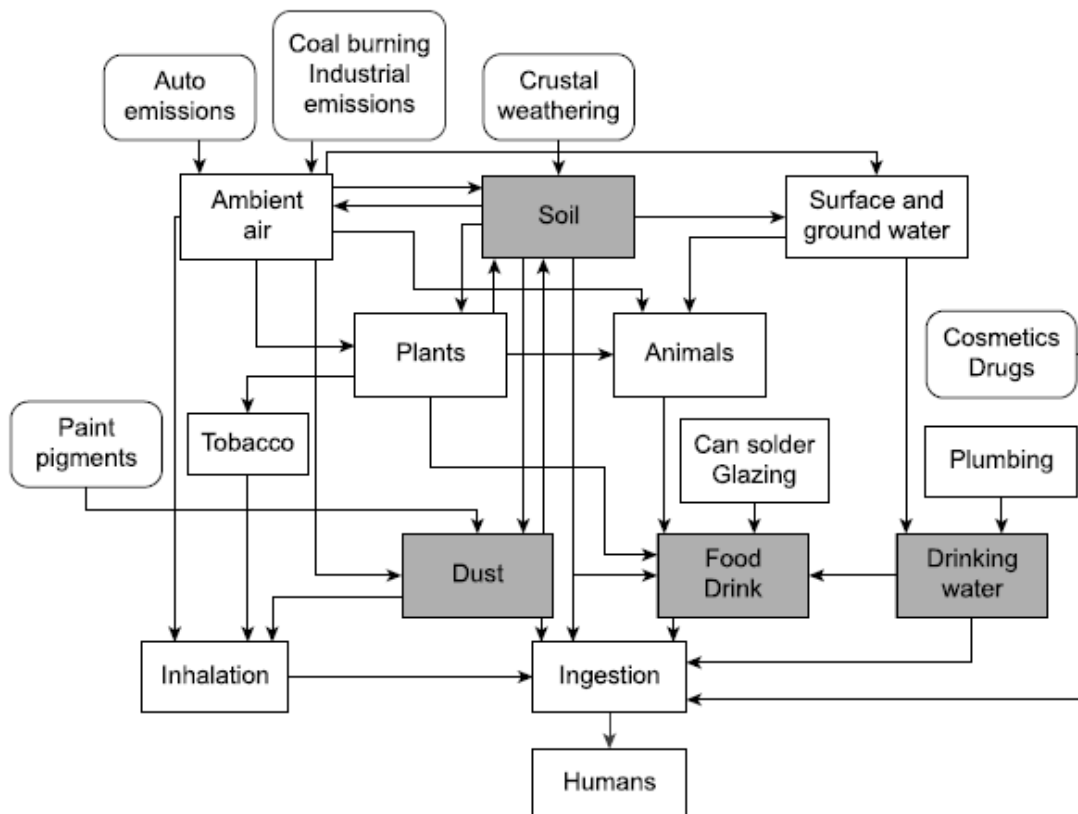 Auto
emissions
Coal burning
Industrial
emissions
Crustal
weathering
Ambient
air
Soil
Surface and
ground water
Plants
Animals
Cosmetics
Drugs
Paint
pigments
Tobacco
Can solder
Glazing
Plumbing
Dust
Food
Drink
Drinking
water
Inhalation
Ingestion
Humans